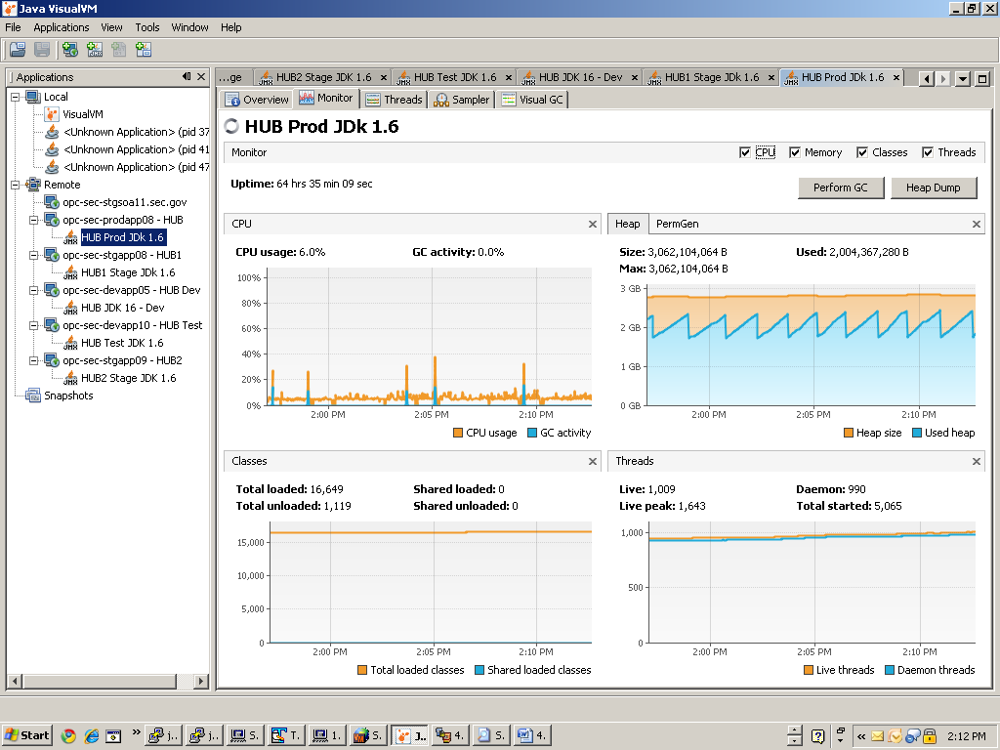 Java VisualVM
File Applications View Tools Window Help
Applications
...ge HUB2 Stage JDK 1.6 HUB Test JDK 1.6 HUB JDK 16 - Dev HUB1 Stage JDk 1.6 HUB Prod JDk 1.6
Overview Monitor Threads Sampler Visual GC
Local
VisualVM
<Unknown Application> (pid 37
<Unknown Application> (pid 41
<Unknown Application> (pid 47
Remote
opc-sec-stgsoa11.sec.gov
opc-sec-prodapp08 - HUB
JMX HUB Prod JDk 1.6
opc-sec-stgapp08 - HUB1
JMX HUB1 Stage JDk 1.6
opc-sec-devapp05 - HUB Dev
JMX HUB JDK 16 - Dev
opc-sec-devapp10 - HUB Test
JMX HUB Test JDK 1.6
opc-sec-stgapp09 - HUB2
JMX HUB2 Stage JDK 1.6
Snapshots
HUB Prod JDk 1.6
Monitor CPU Memory Classes Threads
Uptime: 64 hrs 35 min 09 sec
Perform GC Heap Dump
CPU
CPU usage: 6.0% GC activity: 0.0%
100%
80%
60%
40%
20%
0%
2:00 PM 2:05 PM 2:10 PM
CPU usage GC activity
Heap PermGen
Size: 3,062,104,064 B Used: 2,004,367,280 B
Max: 3,062,104,064 B
3 GB
2 GB
1 GB
0 GB
2:00 PM 2:05 PM 2:10 PM
Heap size Used heap
Classes
Total loaded: 16,649 Shared loaded: 0
Total unloaded: 1,119 Shared unloaded: 0
15,000
10,000
5,000
0
2:00 PM 2:05 PM 2:10 PM
Total loaded classes Shared loaded classes
Threads
Live: 1,009 Daemon: 990
Live peak: 1,643 Total started: 5,065
1,000
500
0
2:00 PM 2:05 PM 2:10 PM
Live threads Daemon threads
Start » j.. j.. S. T. 1. S. J.. 4. S. 4. « 2:12 PM